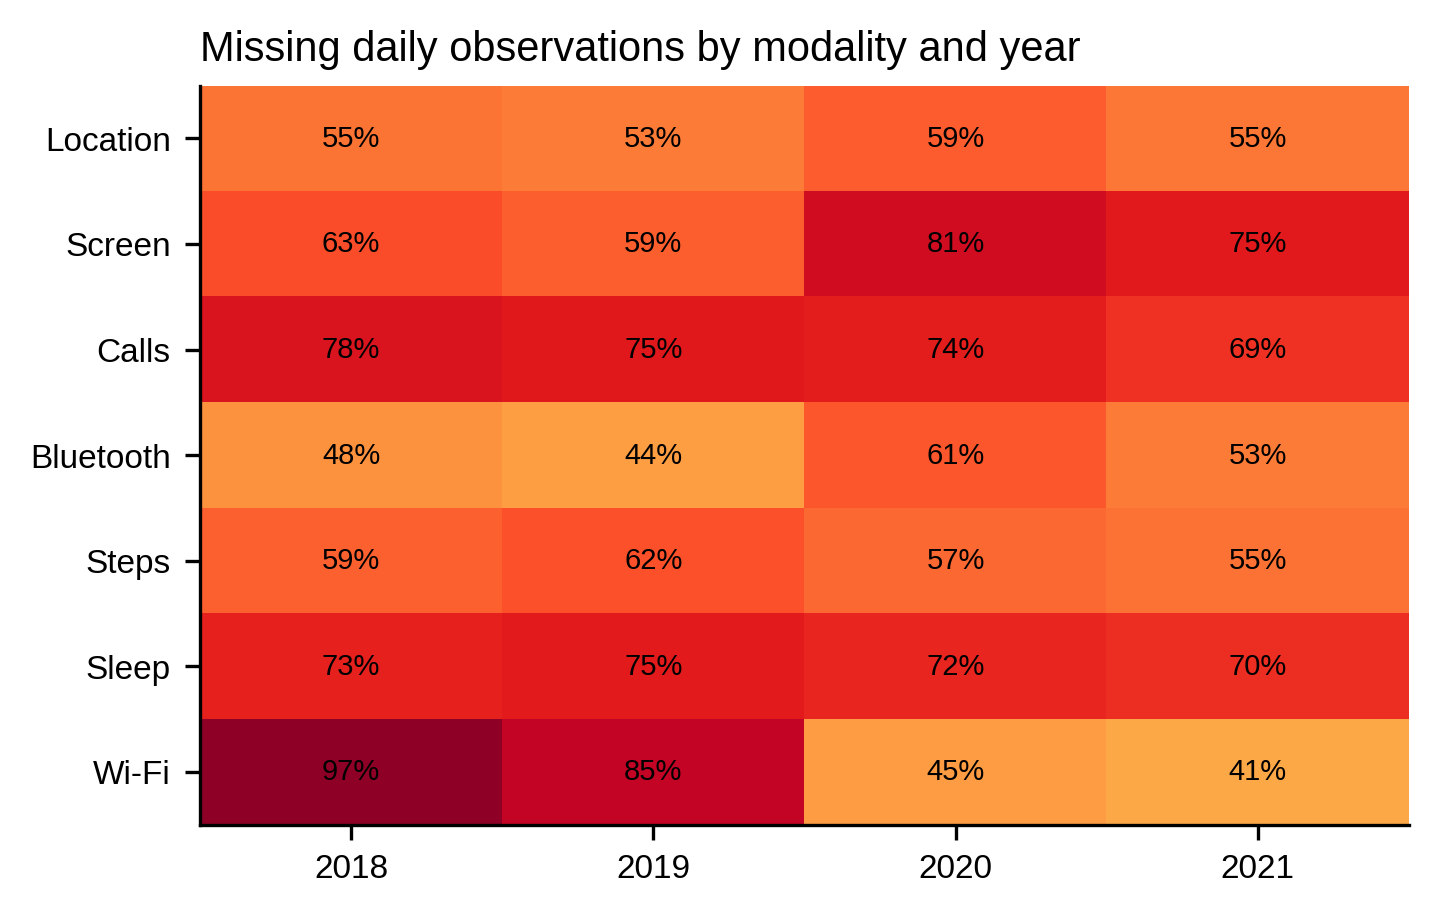 Missing daily observations by modality and year
Location 55% 53% 59% 55%
Screen 63% 59% 81% 75%
Calls 78% 75% 74% 69%
Bluetooth 48% 44% 61% 53%
Steps 59% 62% 57% 55%
Sleep 73% 75% 72% 70%
Wi-Fi 97% 85% 45% 41%
2018 2019 2020 2021